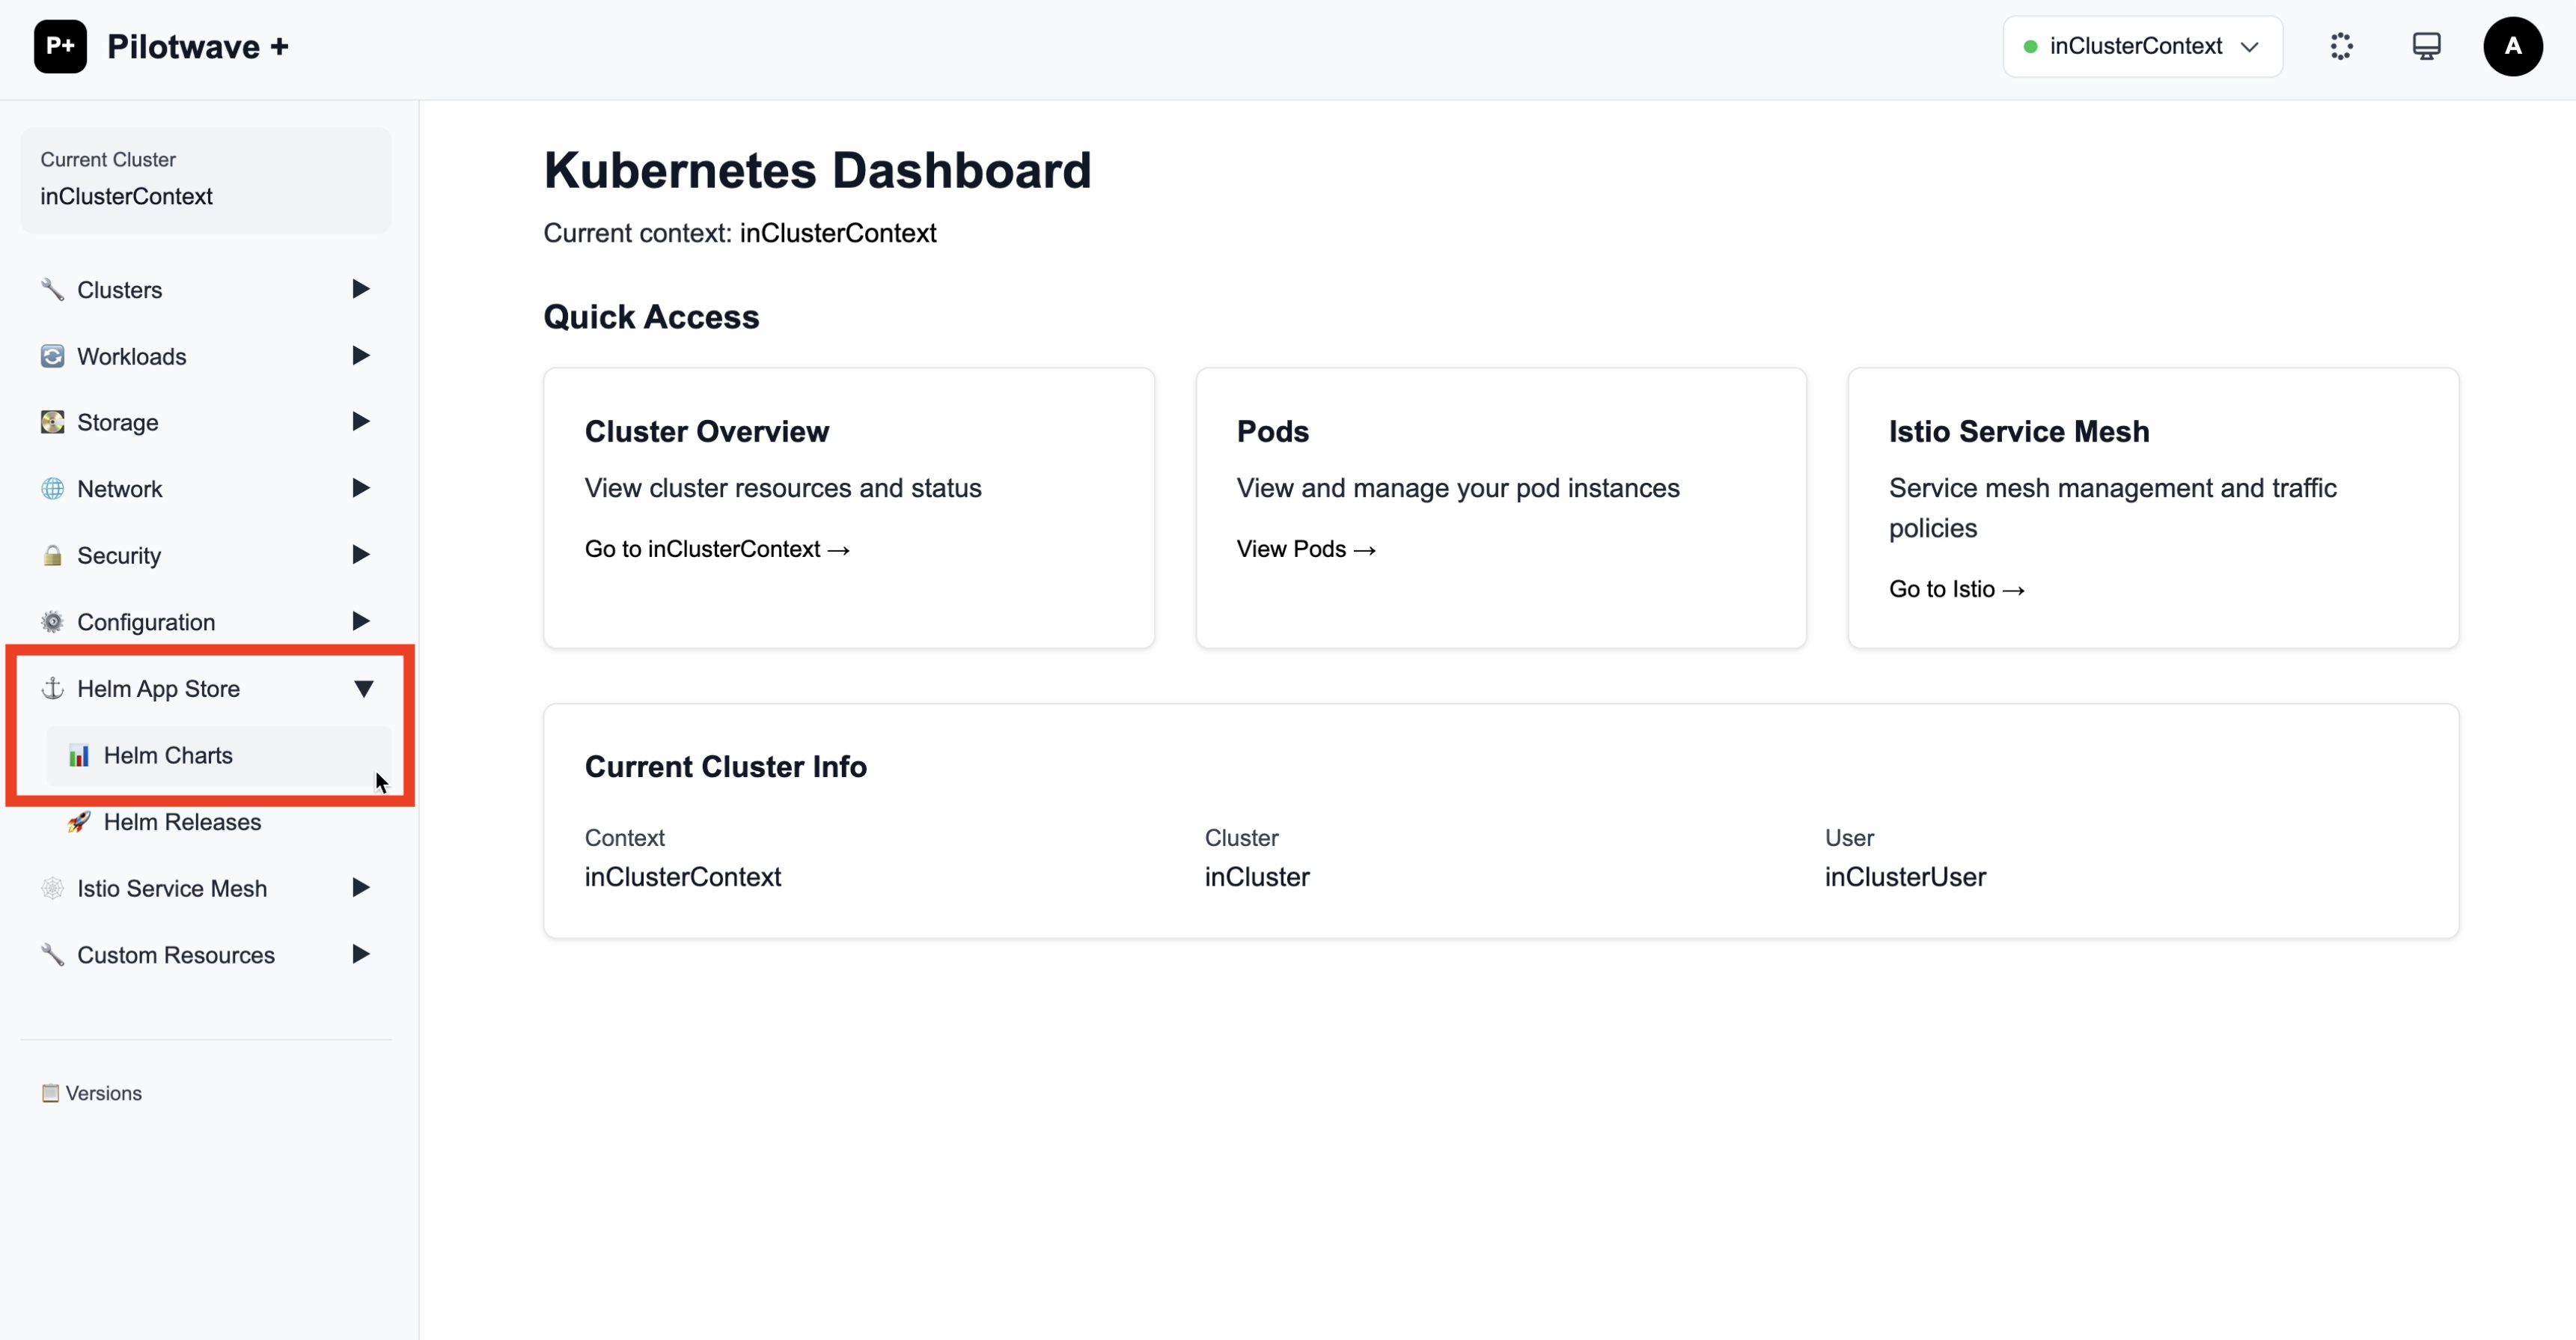 P+ Pilotwave +
inClusterContext
A
Current Cluster
inClusterContext
Clusters
Workloads
Storage
Network
Security
Configuration
Helm App Store
Helm Charts
Helm Releases
Istio Service Mesh
Custom Resources
Versions
Kubernetes Dashboard
Current context: inClusterContext
Quick Access
Cluster Overview
View cluster resources and status
Go to inClusterContext →
Pods
View and manage your pod instances
View Pods →
Istio Service Mesh
Service mesh management and traffic
policies
Go to Istio →
Current Cluster Info
Context
inClusterContext
Cluster
inCluster
User
inClusterUser